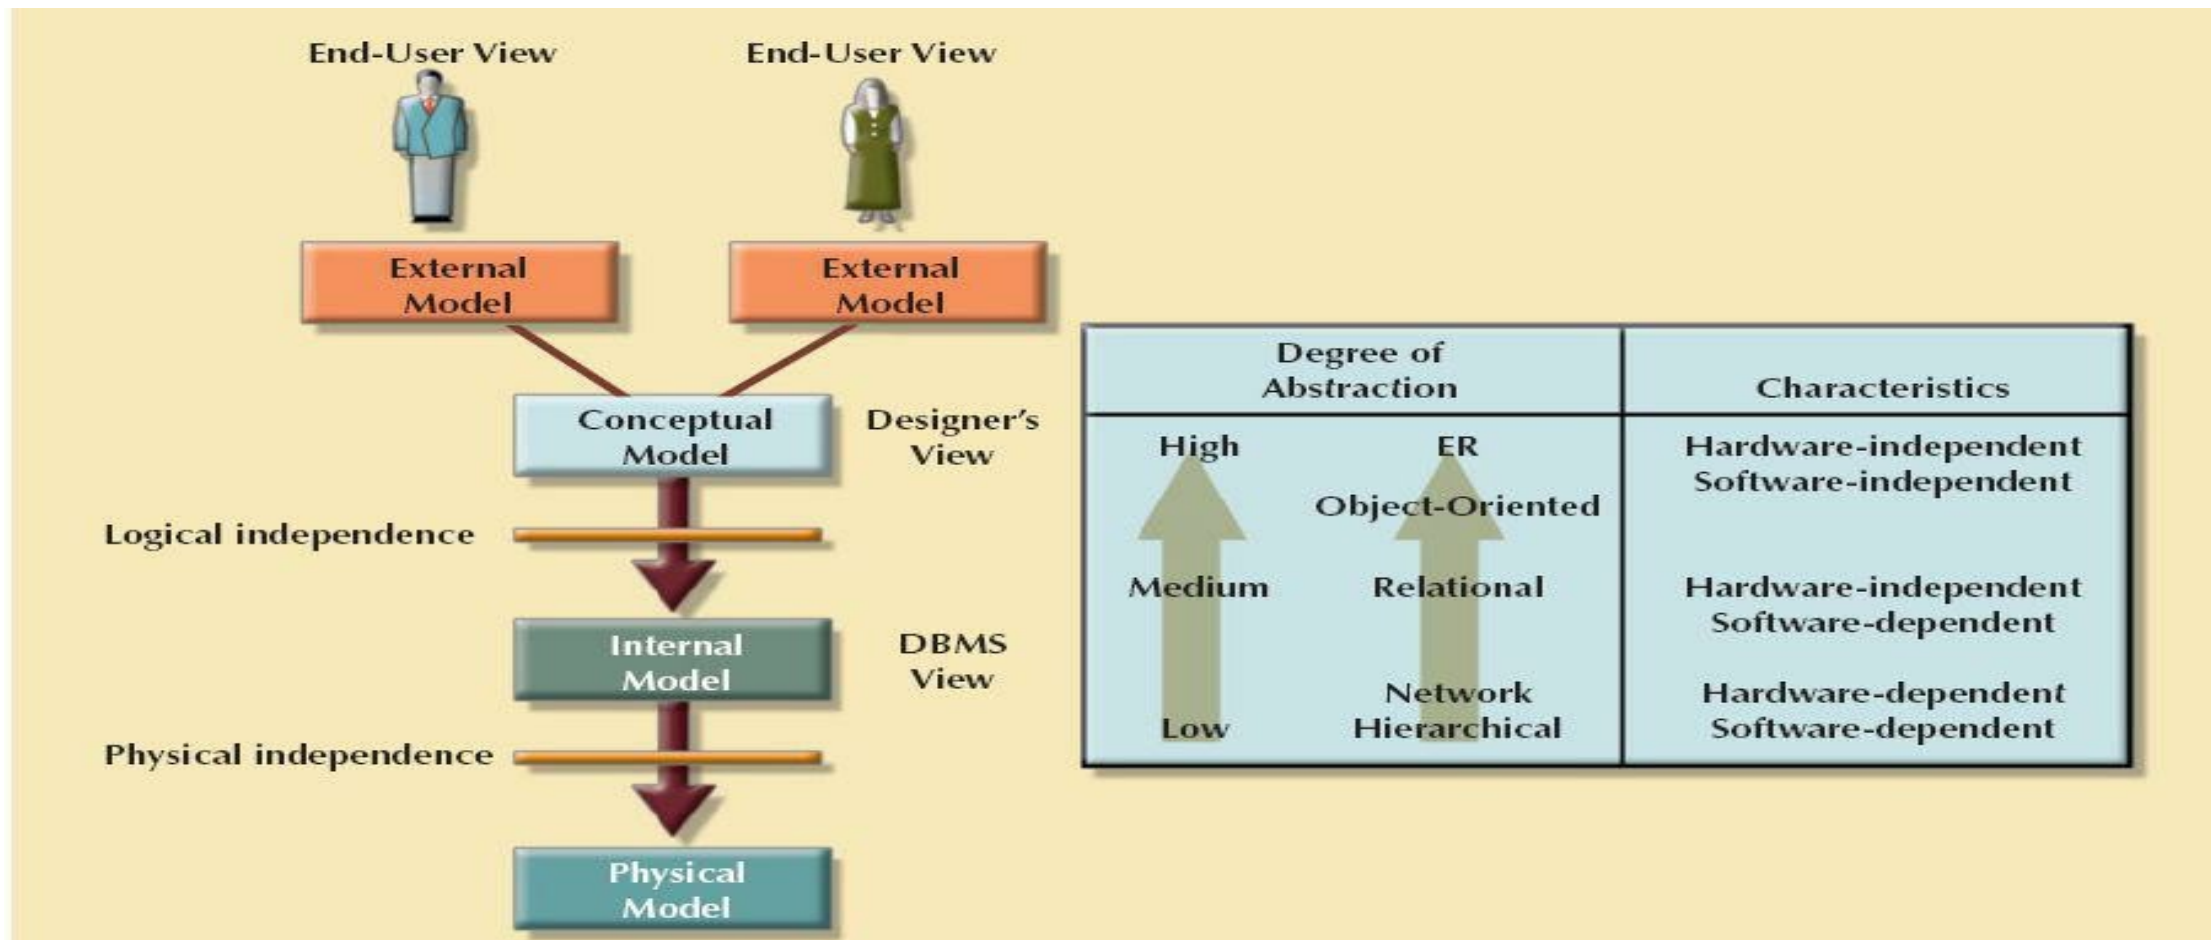 End-User View
End-User View
External
Model
External
Model
Conceptual
Model
Designer's
View
Logical independence
Internal
Model
DBMS
View
Physical independence
Physical
Model
Degree of
Abstraction
Characteristics
High
ER
Hardware-independent
Software-independent
Object-Oriented
Medium
Relational
Hardware-independent
Software-dependent
Low
Network
Hierarchical
Hardware-dependent
Software-dependent